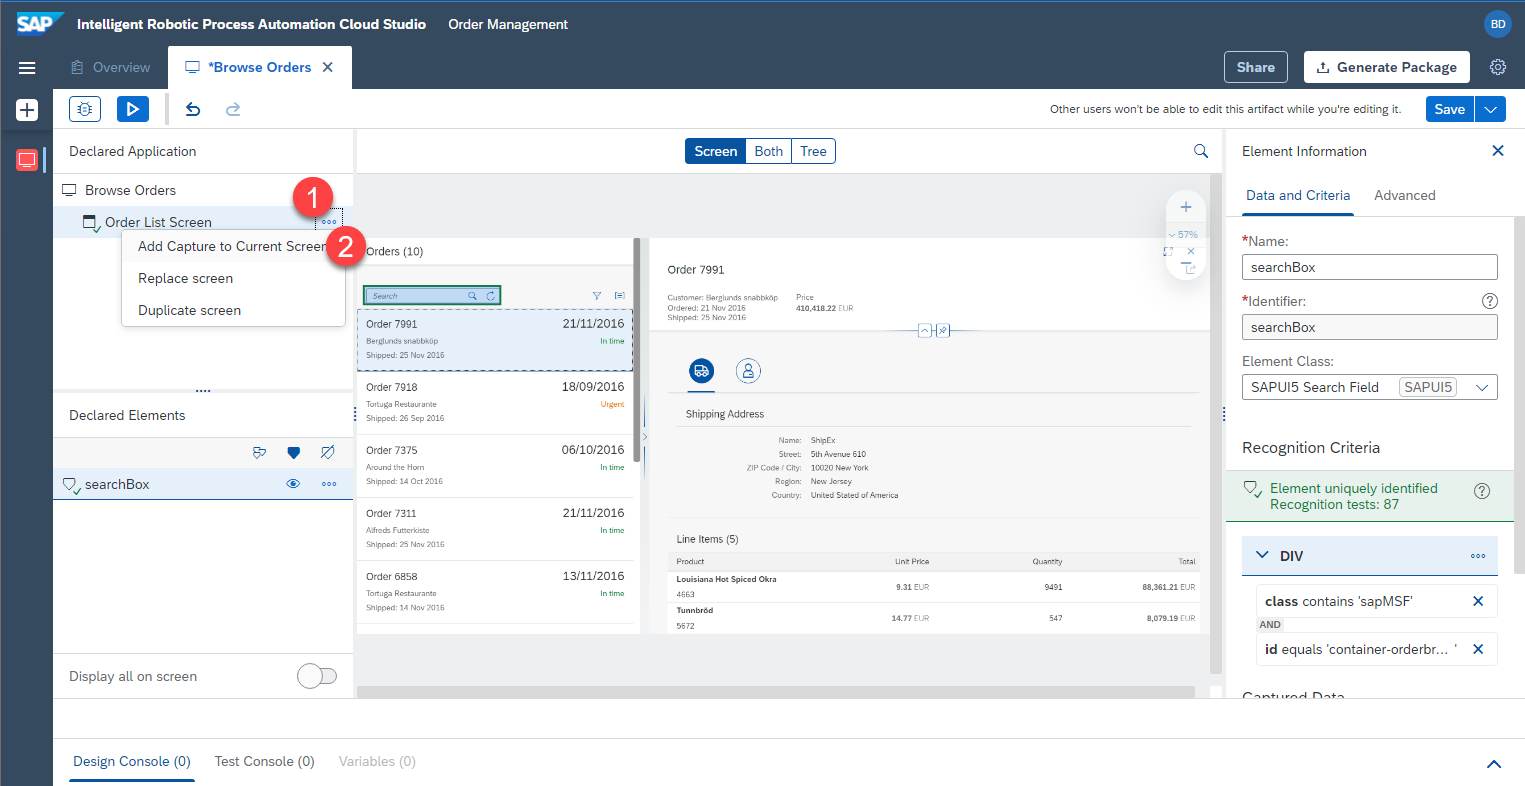 SAP Intelligent Robotic Process Automation Cloud Studio Order Management BD
Overview *Browse Orders Share Generate Package
Other users won't be able to edit this artifact while you're editing it. Save
Declared Application
Screen Both Tree
Element Information
Browse Orders
1
Order List Screen
2
Add Capture to Current Screen
Replace screen
Duplicate screen
Data and Criteria Advanced
57%
Orders (10)
Search
Order 7991 21/11/2016
Berglunds snabbköp In time
Shipped: 25 Nov 2016
Order 7918 18/09/2016
Tortuga Restaurante Urgent
Shipped: 26 Sep 2016
Order 7375 06/10/2016
Around the Horn In time
Shipped: 14 Oct 2016
Order 7311 21/11/2016
Alfreds Futterkiste In time
Shipped: 25 Nov 2016
Order 6858 13/11/2016
Tortuga Restaurante In time
Shipped: 14 Nov 2016
Order 7991
Customer: Berglunds snabbköp Price
Ordered: 21 Nov 2016 410,418.22 EUR
Shipped: 25 Nov 2016
Shipping Address
Name: ShipEx
Street: 5th Avenue 610
ZIP Code / City: 10020 New York
Region: New Jersey
Country: United Stated of America
Line Items (5)
Product Unit Price Quantity Total
Louisiana Hot Spiced Okra
4663 9.31 EUR 9491 88,361.21 EUR
Tunnbröd
5672 14.77 EUR 547 8,079.19 EUR
*Name:
searchBox
*Identifier:
searchBox
Element Class:
SAPUI5 Search Field SAPUI5
Recognition Criteria
Element uniquely identified
Recognition tests: 87
DIV
class contains 'sapMSF'
AND
id equals 'container-orderbr... '
Captured Data
Declared Elements
searchBox
Display all on screen
Design Console (0) Test Console (0) Variables (0)